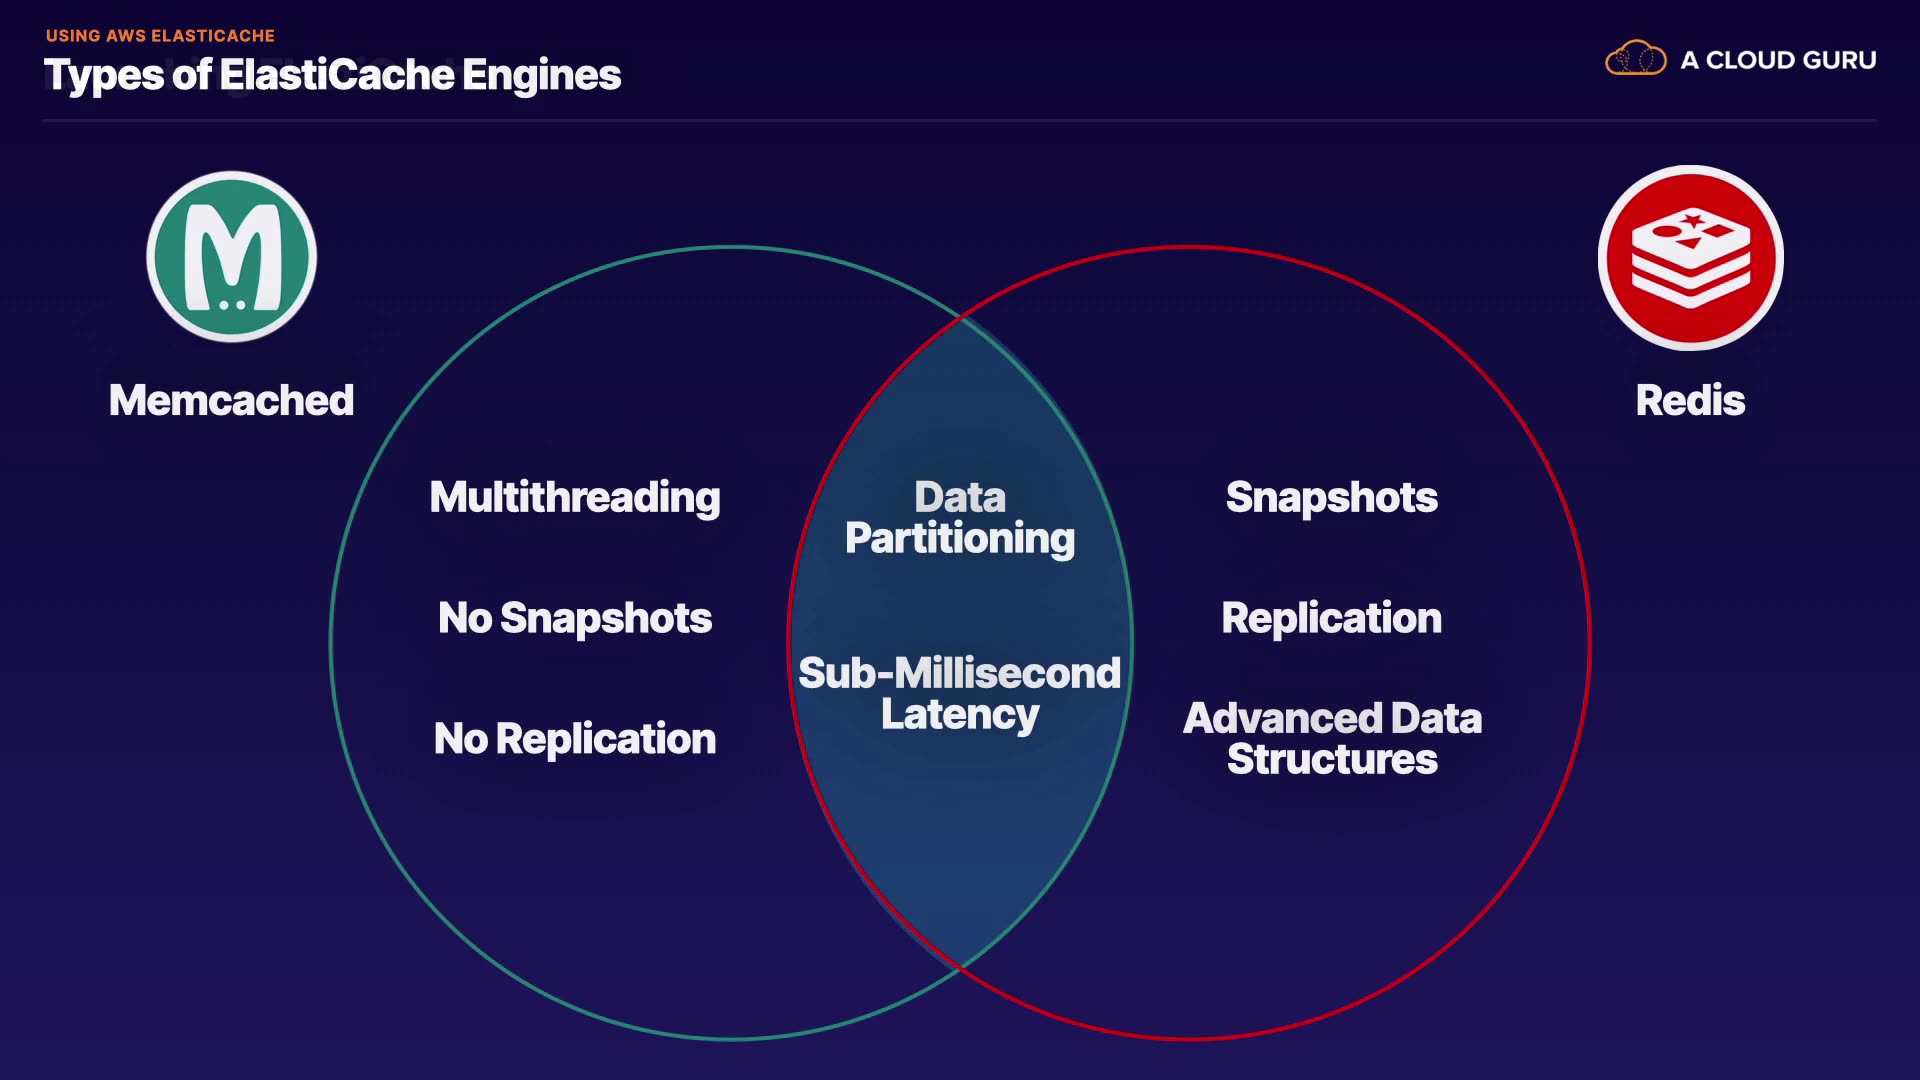 USING AWS ELASTICACHE
Types of ElastiCache Engines
A CLOUD GURU
Memcached
Redis
Multithreading
No Snapshots
No Replication
Data
Partitioning
Sub-Millisecond
Latency
Snapshots
Replication
Advanced Data
Structures